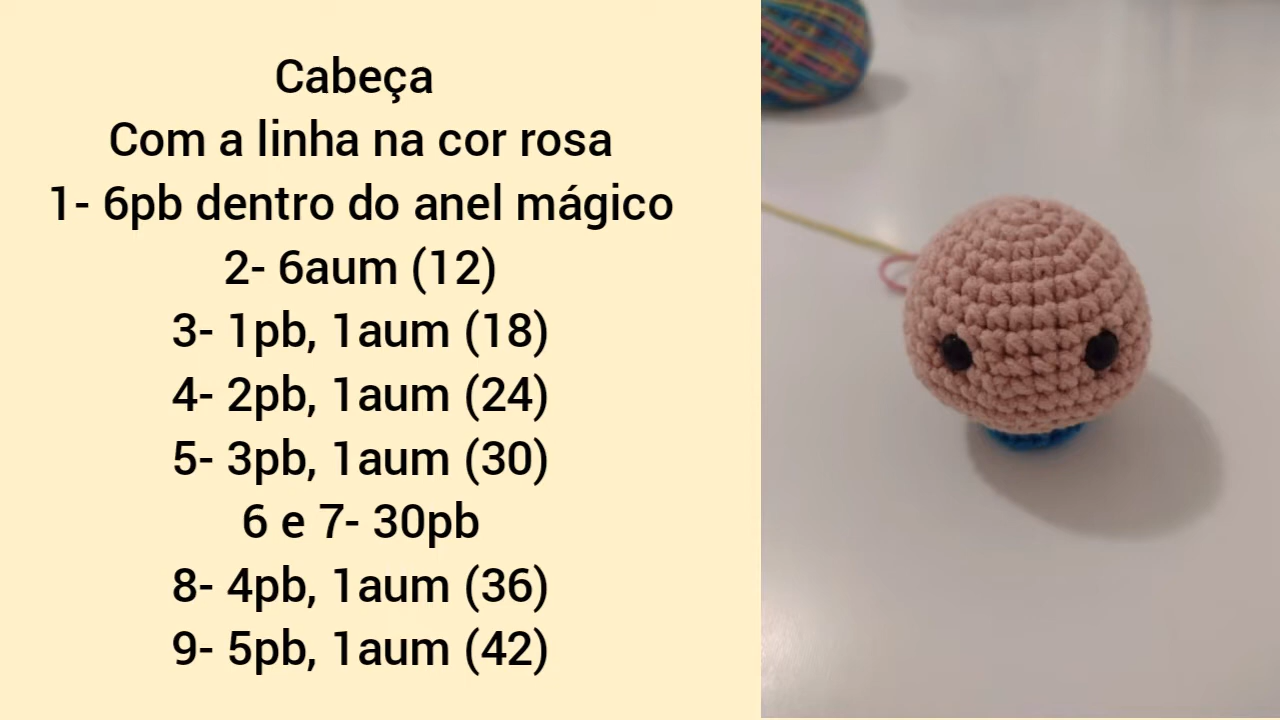 Cabeça
Com a linha na cor rosa
1- 6pb dentro do anel mágico
2- 6aum (12)
3- 1pb, 1aum (18)
4- 2pb, 1aum (24)
5- 3pb, 1aum (30)
6 e 7- 30pb
8- 4pb, 1aum (36)
9- 5pb, 1aum (42)